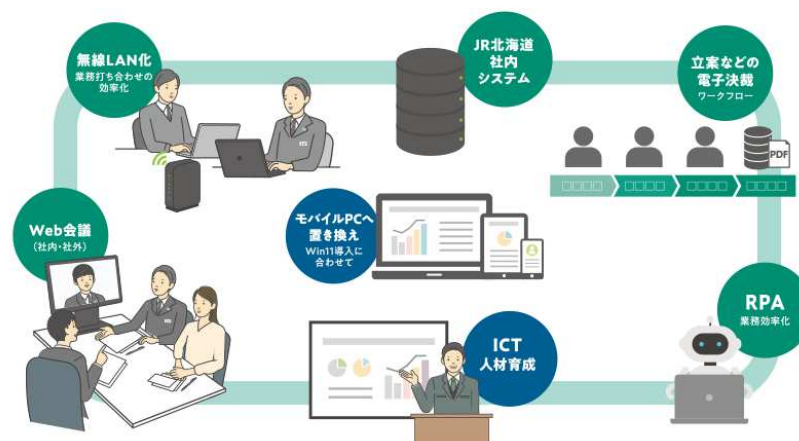 無線LAN化
業務打ち合わせの
効率化
JR北海道
社内
システム
立案などの
電子決裁
ワークフロー
PDF
□□□□ □□□□ □□□□ □□□□
Web会議
(社内・社外)
モバイルPCへ
置き換え
Win11導入に
合わせて
RPA
業務効率化
ICT
人材育成